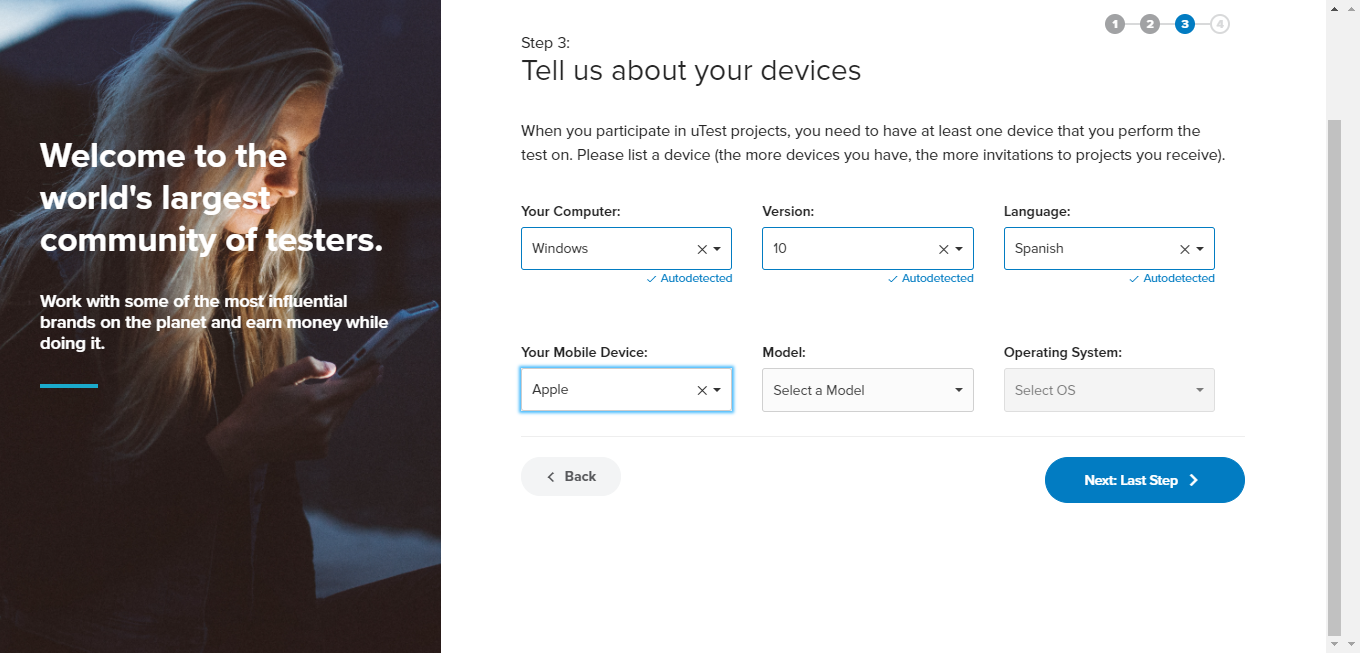 Welcome to the
world's largest
community of testers.
Work with some of the most influential
brands on the planet and earn money while
doing it.
1 2 3 4
Step 3:
Tell us about your devices
When you participate in uTest projects, you need to have at least one device that you perform the
test on. Please list a device (the more devices you have, the more invitations to projects you receive).
Your Computer: Version: Language:
Windows 10 Spanish
Autodetected Autodetected Autodetected
Your Mobile Device: Model: Operating System:
Apple Select a Model Select OS
Back Next: Last Step